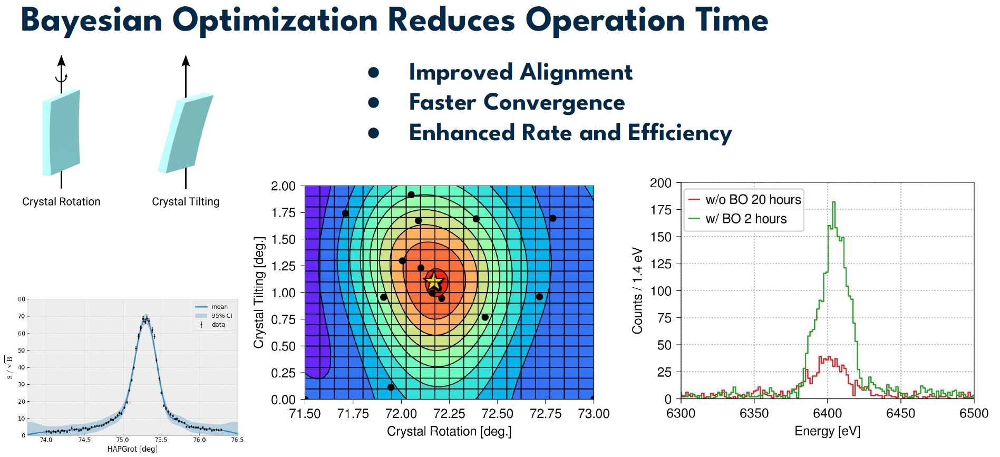 Bayesian Optimization Reduces Operation Time
● Improved Alignment
● Faster Convergence
● Enhanced Rate and Efficiency
Crystal Rotation
Crystal Tilting
80
70
60
50
40
30
20
10
0
S / √B
mean
95% CI
data
74.0 74.5 75.0 75.5 76.0 76.5
HAPGrot [deg]
2.00
1.75
1.50
1.25
1.00
0.75
0.50
0.25
0.00
Crystal Tilting [deg.]
71.50 71.75 72.00 72.25 72.50 72.75 73.00
Crystal Rotation [deg.]
200
175
150
125
100
75
50
25
0
Counts / 1.4 eV
w/o BO 20 hours
w/ BO 2 hours
6300 6350 6400 6450 6500
Energy [eV]